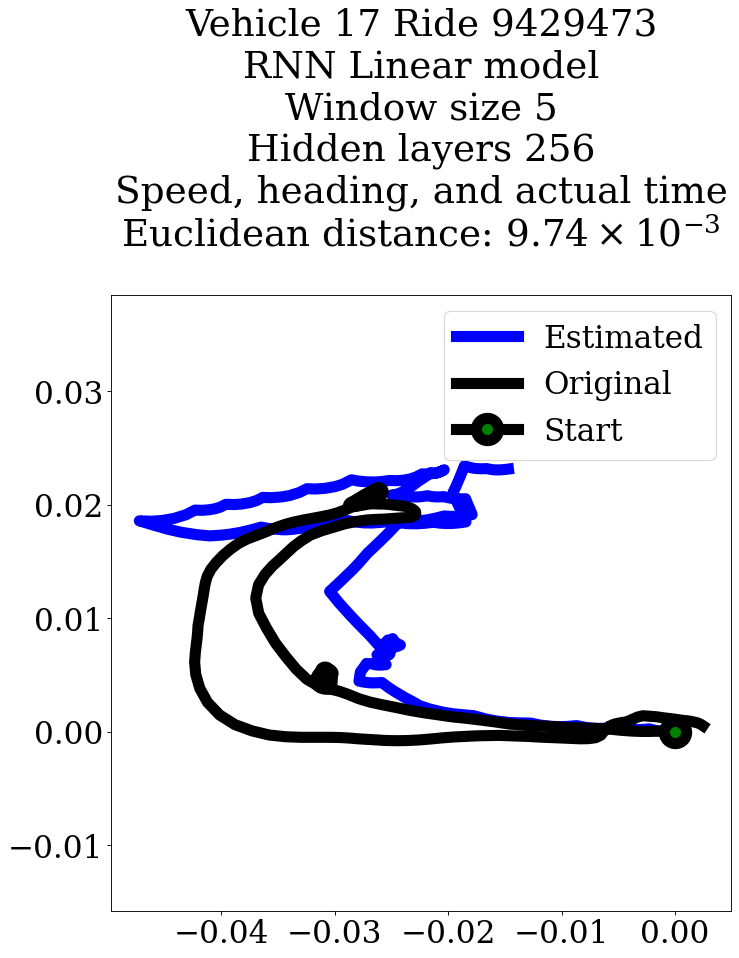 Vehicle 17 Ride 9429473
RNN Linear model
Window size 5
Hidden layers 256
Speed, heading, and actual time
Euclidean distance: 9.74 × 10⁻³
Estimated
Original
Start
0.03
0.02
0.01
0.00
−0.01
−0.04 −0.03 −0.02 −0.01 0.00